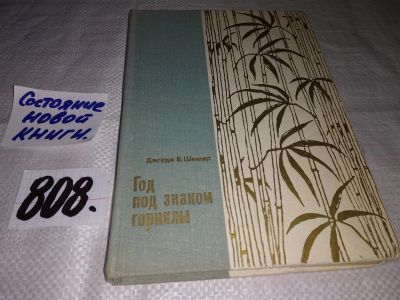 Состояние
новой
книги.
808.
Джордж Б. Шаллер
Год
под знаком
гориллы